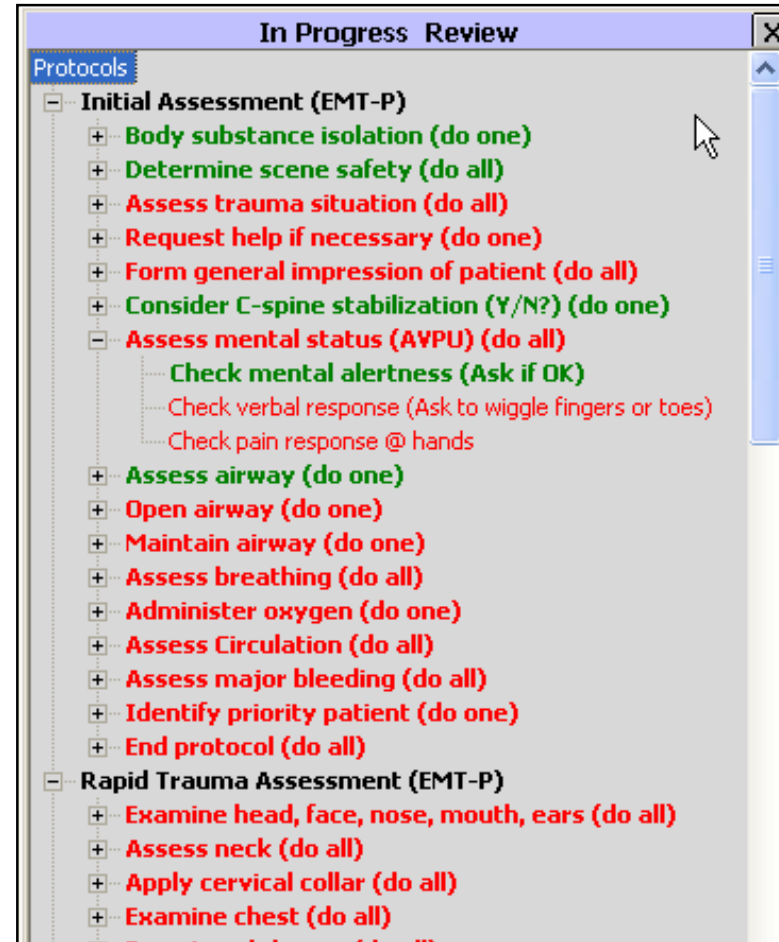 In Progress Review
Protocols
Initial Assessment (EMT-P)
Body substance isolation (do one)
Determine scene safety (do all)
Assess trauma situation (do all)
Request help if necessary (do one)
Form general impression of patient (do all)
Consider C-spine stabilization (Y/N?) (do one)
Assess mental status (AVPU) (do all)
Check mental alertness (Ask if OK)
Check verbal response (Ask to wiggle fingers or toes)
Check pain response @ hands
Assess airway (do one)
Open airway (do one)
Maintain airway (do one)
Assess breathing (do all)
Administer oxygen (do one)
Assess Circulation (do all)
Assess major bleeding (do all)
Identify priority patient (do one)
End protocol (do all)
Rapid Trauma Assessment (EMT-P)
Examine head, face, nose, mouth, ears (do all)
Assess neck (do all)
Apply cervical collar (do all)
Examine chest (do all)